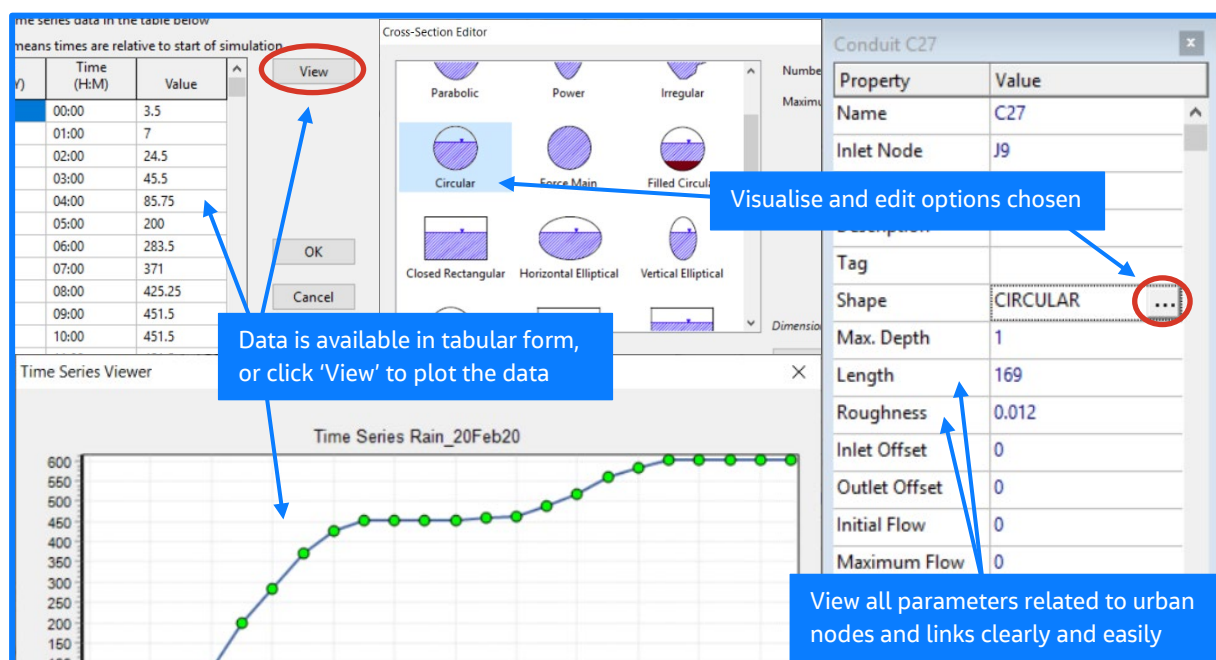 me series data in the table below
means times are relative to start of simulation
Y) Time (H:M) Value
00:00 3.5
01:00 7
02:00 24.5
03:00 45.5
04:00 85.75
05:00 200
06:00 283.5
07:00 371
08:00 425.25
09:00 451.5
10:00 451.5
View
OK
Cancel
Cross-Section Editor
Parabolic Power Irregular
Circular Force Main Filled Circula
Closed Rectangular Horizontal Elliptical Vertical Elliptical
Numbe
Maximu
Dimensio
Conduit C27 x
Property Value
Name C27
Inlet Node J9
Description
Tag
Shape CIRCULAR ...
Max. Depth 1
Length 169
Roughness 0.012
Inlet Offset 0
Outlet Offset 0
Initial Flow 0
Maximum Flow 0
Visualise and edit options chosen
Data is available in tabular form,
or click ‘View’ to plot the data
View all parameters related to urban
nodes and links clearly and easily
Time Series Viewer
Time Series Rain_20Feb20
600
550
500
450
400
350
300
250
200
150